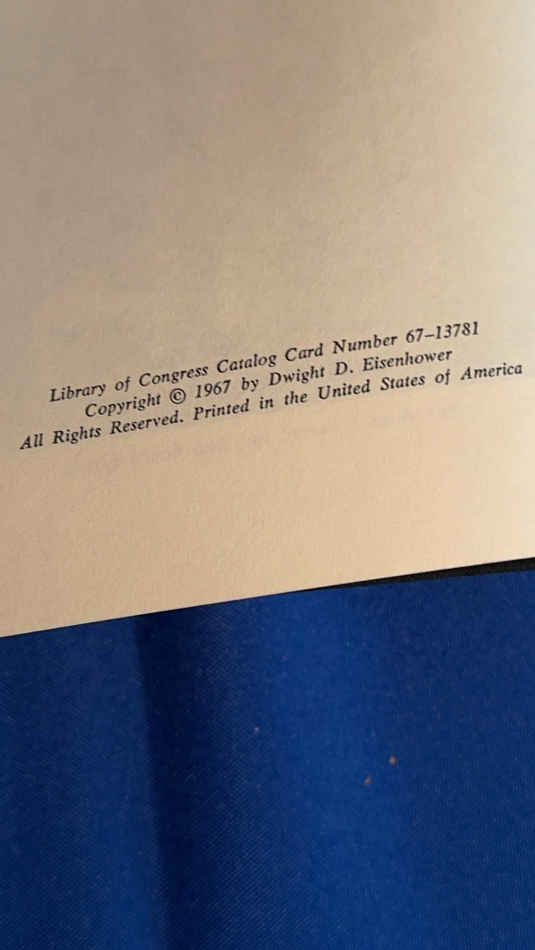 Library of Congress Catalog Card Number 67–13781
Copyright © 1967 by Dwight D. Eisenhower
All Rights Reserved. Printed in the United States of America